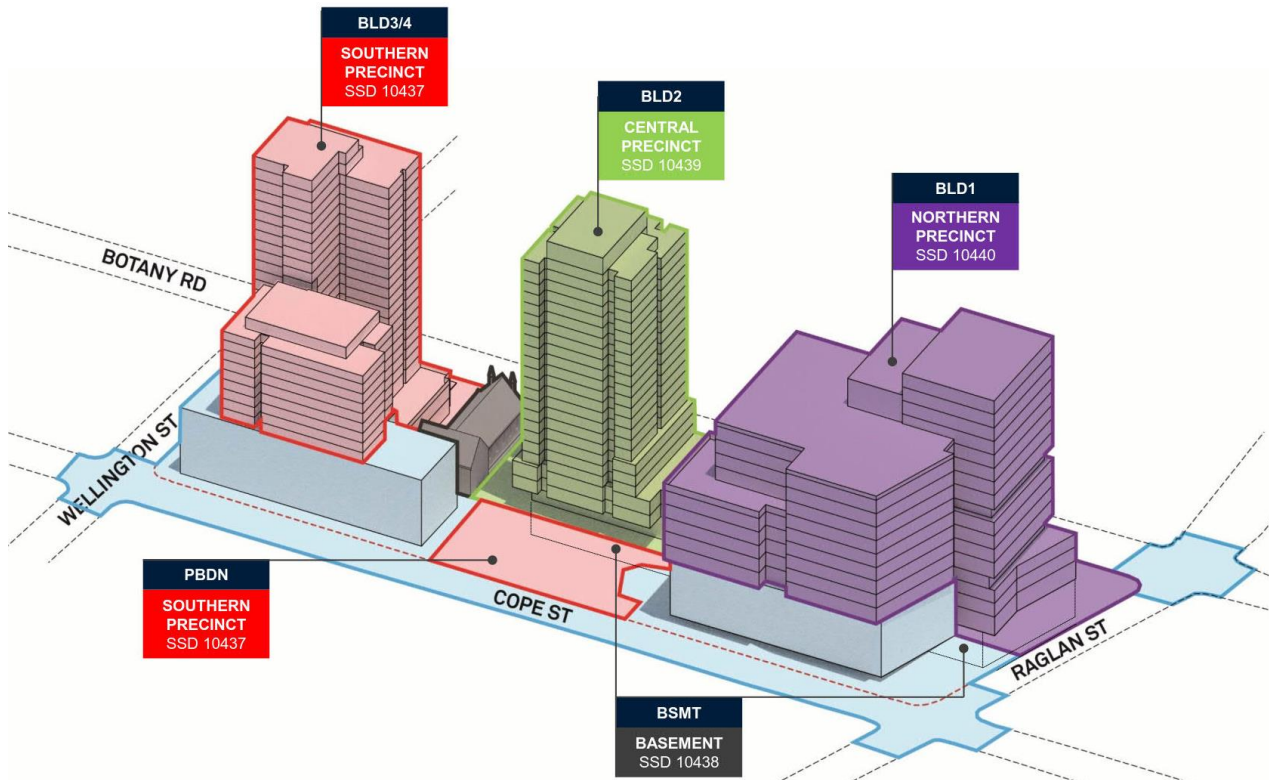 BLD3/4
SOUTHERN
PRECINCT
SSD 10437
BLD2
CENTRAL
PRECINCT
SSD 10439
BLD1
NORTHERN
PRECINCT
SSD 10440
BOTANY RD
WELLINGTON ST
PBDN
SOUTHERN
PRECINCT
SSD 10437
COPE ST
RAGLAN ST
BSMT
BASEMENT
SSD 10438